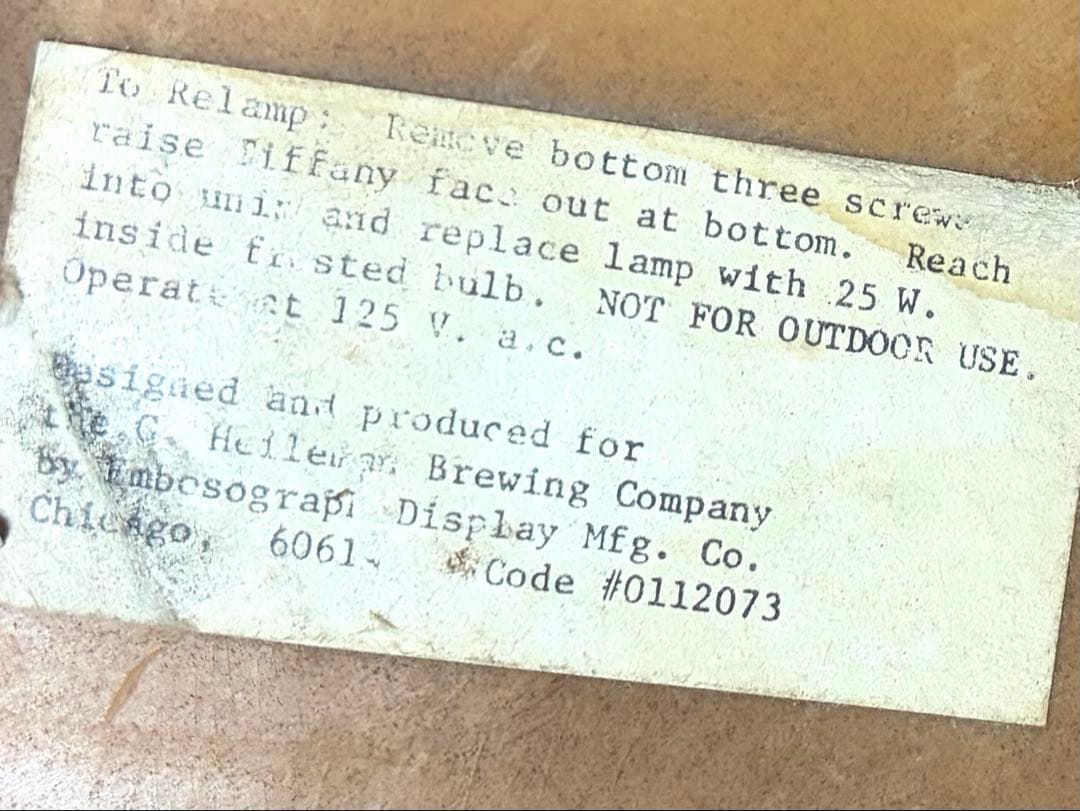 To Relamp: Remove bottom three screws
raise Tiffany face out at bottom. Reach
into unit and replace lamp with 25 W.
inside frosted bulb. NOT FOR OUTDOOR USE.
Operate at 125 V. a.c.
Designed and produced for
the G. Heileman Brewing Company
by Embosograph Display Mfg. Co.
Chicago, Code #0112073